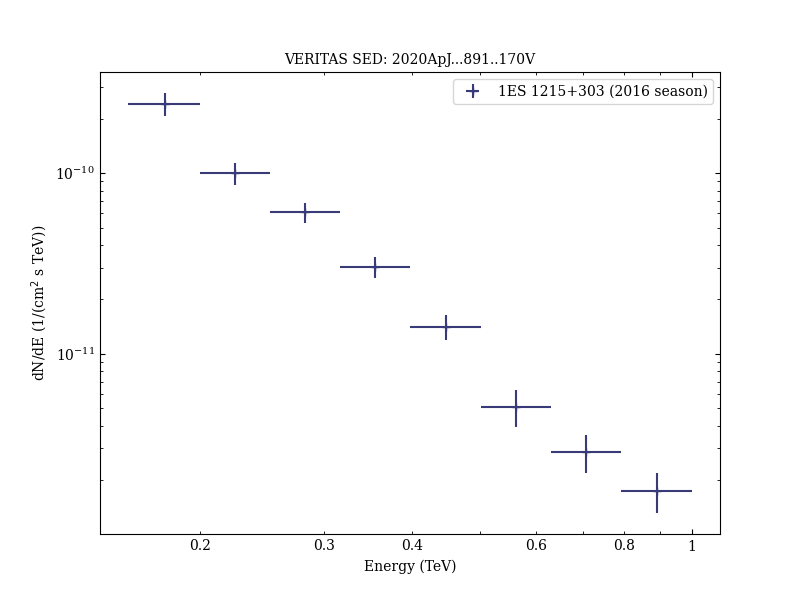 VERITAS SED: 2020ApJ...891..170V
1ES 1215+303 (2016 season)
dN/dE (1/(cm² s TeV))
10⁻¹⁰
10⁻¹¹
0.2 0.3 0.4 0.6 0.8 1
Energy (TeV)